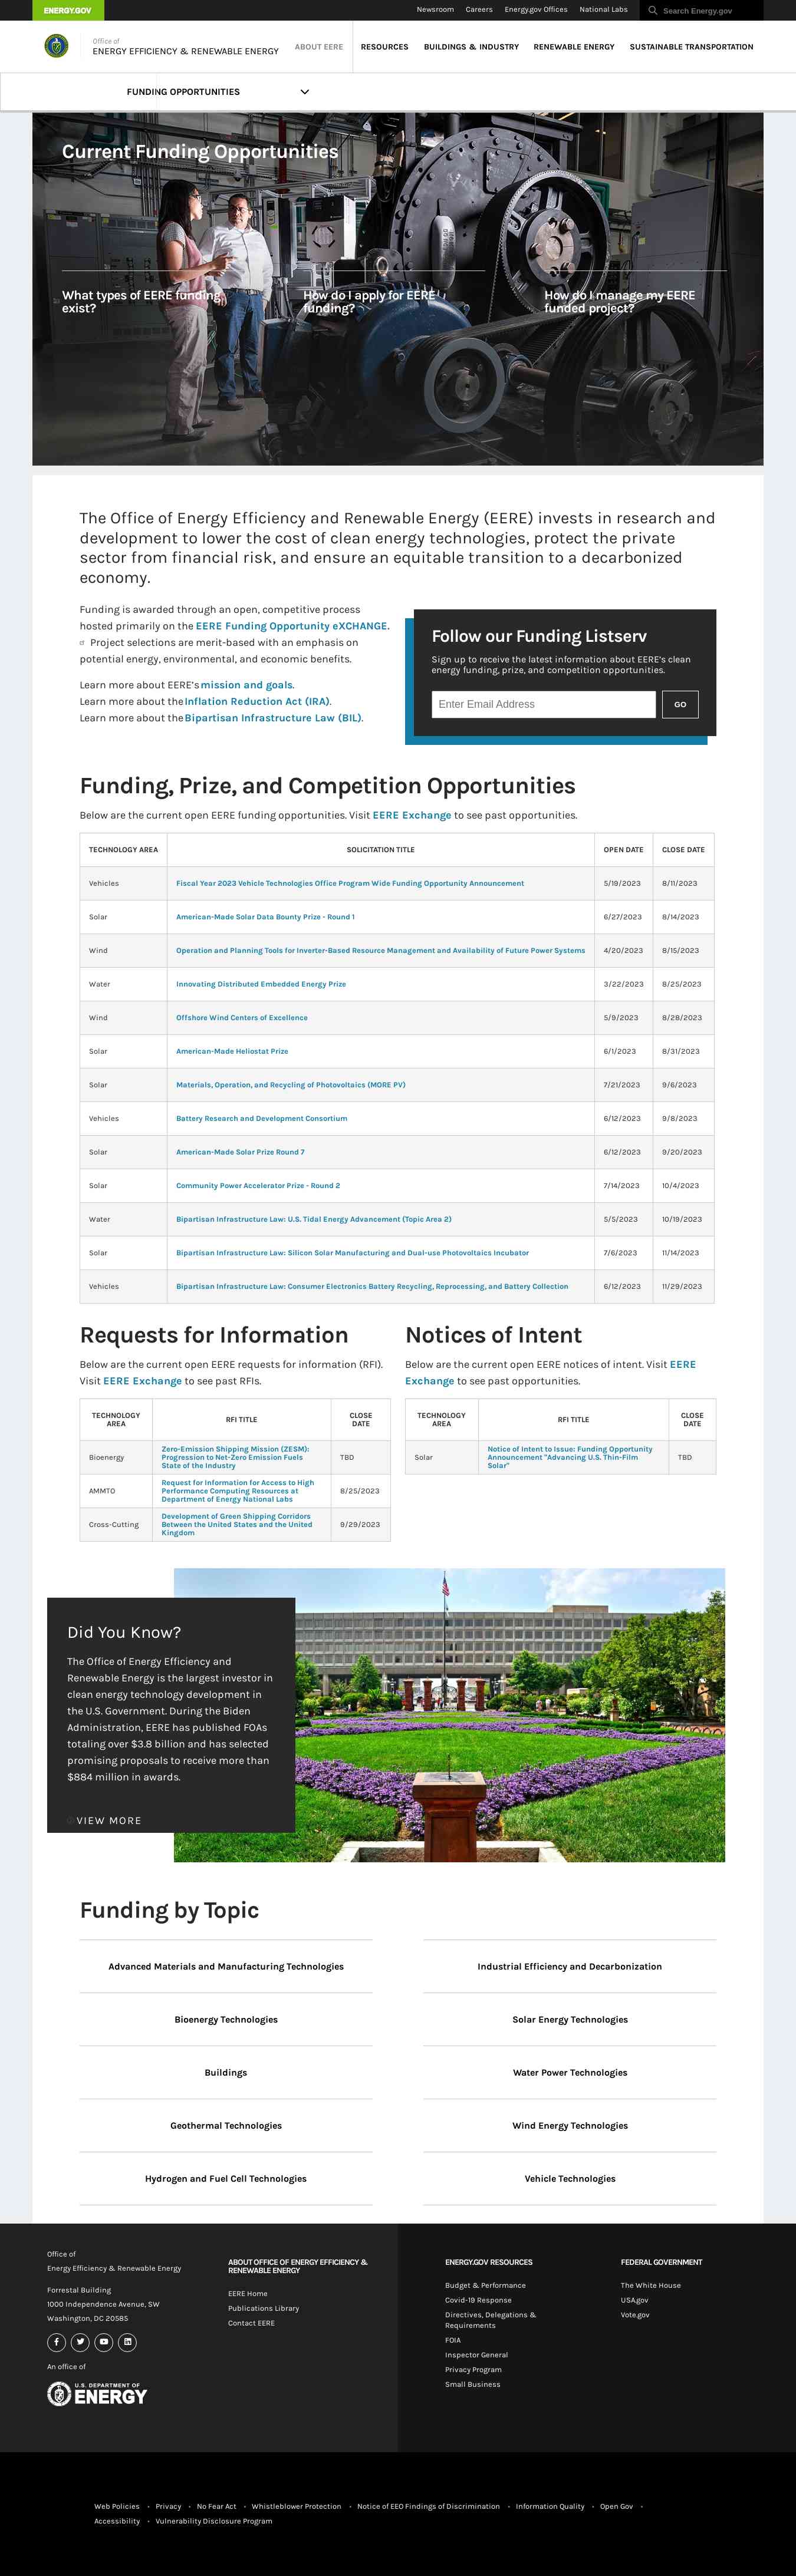 ENERGY.GOV
Newsroom Careers Energy.gov Offices National Labs Search Energy.gov
Office of
ENERGY EFFICIENCY & RENEWABLE ENERGY
ABOUT EERE RESOURCES BUILDINGS & INDUSTRY RENEWABLE ENERGY SUSTAINABLE TRANSPORTATION
FUNDING OPPORTUNITIES
Current Funding Opportunities
What types of EERE funding
exist?
How do I apply for EERE
funding?
How do I manage my EERE
funded project?
The Office of Energy Efficiency and Renewable Energy (EERE) invests in research and
development to lower the cost of clean energy technologies, protect the private
sector from financial risk, and ensure an equitable transition to a decarbonized
economy.
Funding is awarded through an open, competitive process
hosted primarily on the EERE Funding Opportunity eXCHANGE.
Project selections are merit-based with an emphasis on
potential energy, environmental, and economic benefits.
Learn more about EERE's mission and goals.
Learn more about the Inflation Reduction Act (IRA).
Learn more about the Bipartisan Infrastructure Law (BIL).
Follow our Funding Listserv
Sign up to receive the latest information about EERE's clean
energy funding, prize, and competition opportunities.
Enter Email Address GO
Funding, Prize, and Competition Opportunities
Below are the current open EERE funding opportunities. Visit EERE Exchange to see past opportunities.
TECHNOLOGY AREA SOLICITATION TITLE OPEN DATE CLOSE DATE
Vehicles Fiscal Year 2023 Vehicle Technologies Office Program Wide Funding Opportunity Announcement 5/19/2023 8/11/2023
Solar American-Made Solar Data Bounty Prize - Round 1 6/27/2023 8/14/2023
Wind Operation and Planning Tools for Inverter-Based Resource Management and Availability of Future Power Systems 4/20/2023 8/15/2023
Water Innovating Distributed Embedded Energy Prize 3/22/2023 8/25/2023
Wind Offshore Wind Centers of Excellence 5/9/2023 8/28/2023
Solar American-Made Heliostat Prize 6/1/2023 8/31/2023
Solar Materials, Operation, and Recycling of Photovoltaics (MORE PV) 7/21/2023 9/6/2023
Vehicles Battery Research and Development Consortium 6/12/2023 9/8/2023
Solar American-Made Solar Prize Round 7 6/12/2023 9/20/2023
Solar Community Power Accelerator Prize - Round 2 7/14/2023 10/4/2023
Water Bipartisan Infrastructure Law: U.S. Tidal Energy Advancement (Topic Area 2) 5/5/2023 10/19/2023
Solar Bipartisan Infrastructure Law: Silicon Solar Manufacturing and Dual-use Photovoltaics Incubator 7/6/2023 11/14/2023
Vehicles Bipartisan Infrastructure Law: Consumer Electronics Battery Recycling, Reprocessing, and Battery Collection 6/12/2023 11/29/2023
Requests for Information
Below are the current open EERE requests for information (RFI).
Visit EERE Exchange to see past RFIs.
TECHNOLOGY
AREA
RFI TITLE
CLOSE
DATE
Bioenergy
Zero-Emission Shipping Mission (ZESM):
Progression to Net-Zero Emission Fuels
State of the Industry
TBD
AMMTO
Request for Information for Access to High
Performance Computing Resources at
Department of Energy National Labs
8/25/2023
Cross-Cutting
Development of Green Shipping Corridors
Between the United States and the United
Kingdom
9/29/2023
Notices of Intent
Below are the current open EERE notices of intent. Visit EERE
Exchange to see past opportunities.
TECHNOLOGY
AREA
RFI TITLE
CLOSE
DATE
Solar
Notice of Intent to Issue: Funding Opportunity
Announcement "Advancing U.S. Thin-Film
Solar"
TBD
Did You Know?
The Office of Energy Efficiency and
Renewable Energy is the largest investor in
clean energy technology development in
the U.S. Government. During the Biden
Administration, EERE has published FOAs
totaling over $3.8 billion and has selected
promising proposals to receive more than
$884 million in awards.
VIEW MORE
Funding by Topic
Advanced Materials and Manufacturing Technologies
Industrial Efficiency and Decarbonization
Bioenergy Technologies
Solar Energy Technologies
Buildings
Water Power Technologies
Geothermal Technologies
Wind Energy Technologies
Hydrogen and Fuel Cell Technologies
Vehicle Technologies
Office of
Energy Efficiency & Renewable Energy
Forrestal Building
1000 Independence Avenue, SW
Washington, DC 20585
An office of
U.S. DEPARTMENT OF
ENERGY
ABOUT OFFICE OF ENERGY EFFICIENCY &
RENEWABLE ENERGY
EERE Home
Publications Library
Contact EERE
ENERGY.GOV RESOURCES
Budget & Performance
Covid-19 Response
Directives, Delegations &
Requirements
FOIA
Inspector General
Privacy Program
Small Business
FEDERAL GOVERNMENT
The White House
USA.gov
Vote.gov
Web Policies • Privacy • No Fear Act • Whistleblower Protection • Notice of EEO Findings of Discrimination • Information Quality • Open Gov •
Accessibility • Vulnerability Disclosure Program